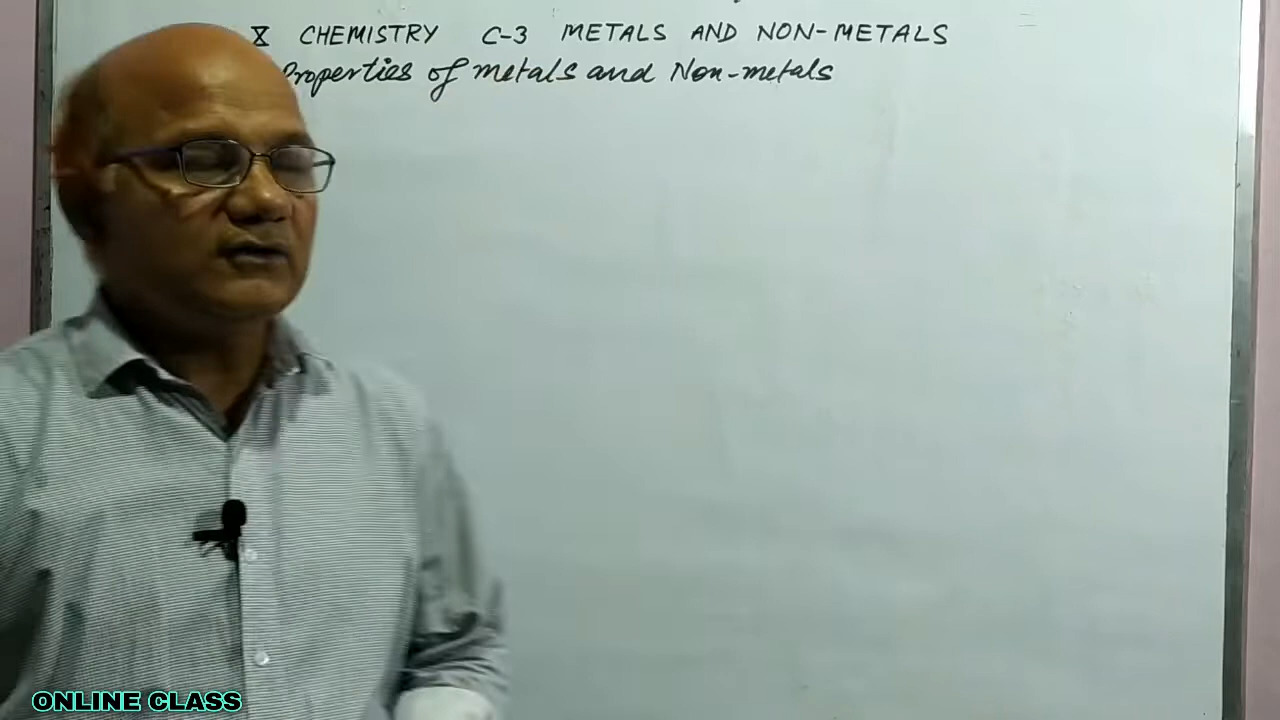 X CHEMISTRY C-3 METALS AND NON-METALS
Properties of metals and Non-metals
ONLINE CLASS